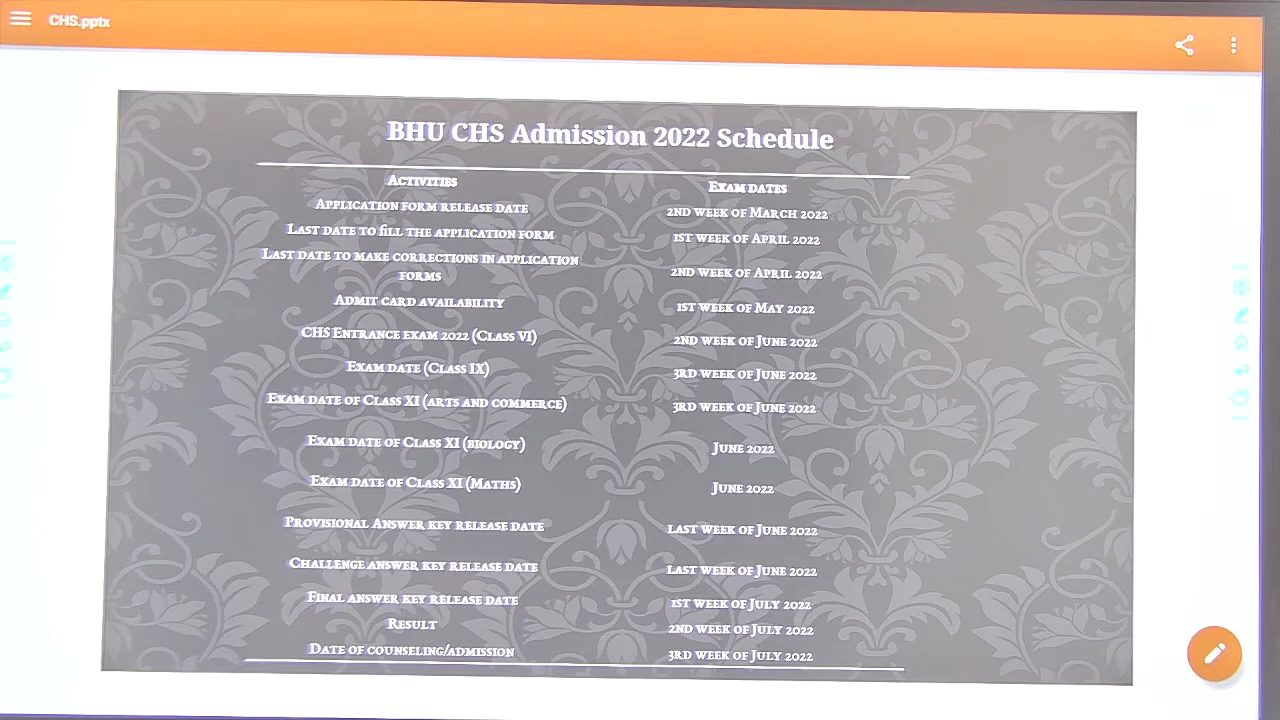 CHS.pptx
BHU CHS Admission 2022 Schedule
Activities Exam dates
Application form release date 2nd week of March 2022
Last date to fill the application form 1st week of April 2022
Last date to make corrections in application
forms 2nd week of April 2022
Admit card availability 1st week of May 2022
CHS Entrance exam 2022 (Class VI) 2nd week of June 2022
Exam date (Class IX) 3rd week of June 2022
Exam date of Class XI (arts and commerce) 3rd week of June 2022
Exam date of Class XI (biology) June 2022
Exam date of Class XI (Maths) June 2022
Provisional Answer key release date last week of June 2022
Challenge answer key release date last week of June 2022
Final answer key release date 1st week of July 2022
Result 2nd week of July 2022
Date of counseling/admission 3rd week of July 2022